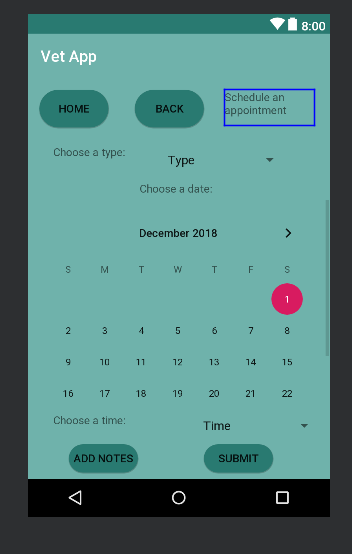 8:00
Vet App
HOME BACK Schedule an
appointment
Choose a type: Type
Choose a date:
December 2018
S M T W T F S
1
2 3 4 5 6 7 8
9 10 11 12 13 14 15
16 17 18 19 20 21 22
Choose a time: Time
ADD NOTES SUBMIT